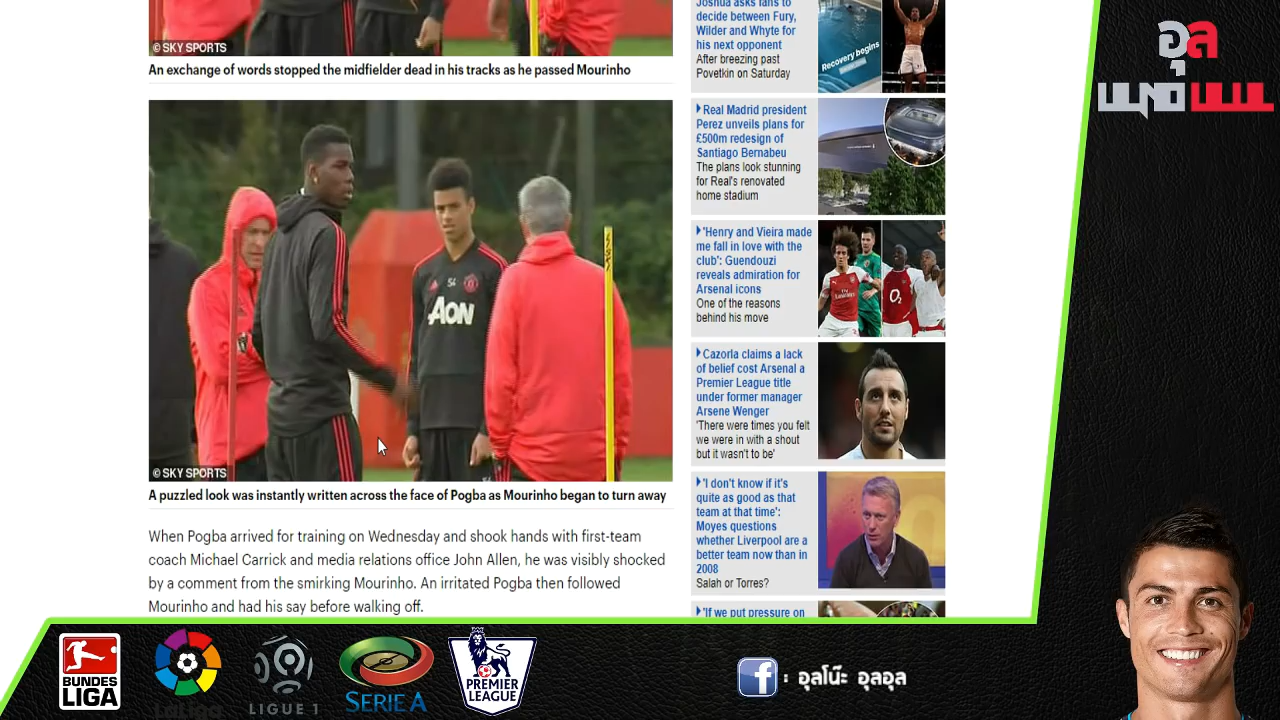 © SKY SPORTS
An exchange of words stopped the midfielder dead in his tracks as he passed Mourinho
AON
© SKY SPORTS
A puzzled look was instantly written across the face of Pogba as Mourinho began to turn away
When Pogba arrived for training on Wednesday and shook hands with first-team
coach Michael Carrick and media relations office John Allen, he was visibly shocked
by a comment from the smirking Mourinho. An irritated Pogba then followed
Mourinho and had his say before walking off.
Joshua asks fans to
decide between Fury,
Wilder and Whyte for
his next opponent
After breezing past
Povetkin on Saturday
Recovery begins
Real Madrid president
Perez unveils plans for
£500m redesign of
Santiago Bernabeu
The plans look stunning
for Real's renovated
home stadium
'Henry and Vieira made
me fall in love with the
club': Guendouzi
reveals admiration for
Arsenal icons
One of the reasons
behind his move
O2
Cazorla claims a lack
of belief cost Arsenal a
Premier League title
under former manager
Arsene Wenger
'There were times you felt
we were in with a shout
but it wasn't to be'
'I don't know if it's
quite as good as that
team at that time':
Moyes questions
whether Liverpool are a
better team now than in
2008
Salah or Torres?
'If we put pressure on
อุล
BUNDES
LIGA
LaLiga
LIGUE 1
SERIE A
PREMIER
LEAGUE
f : อุลโน๊ะ อุลอุล